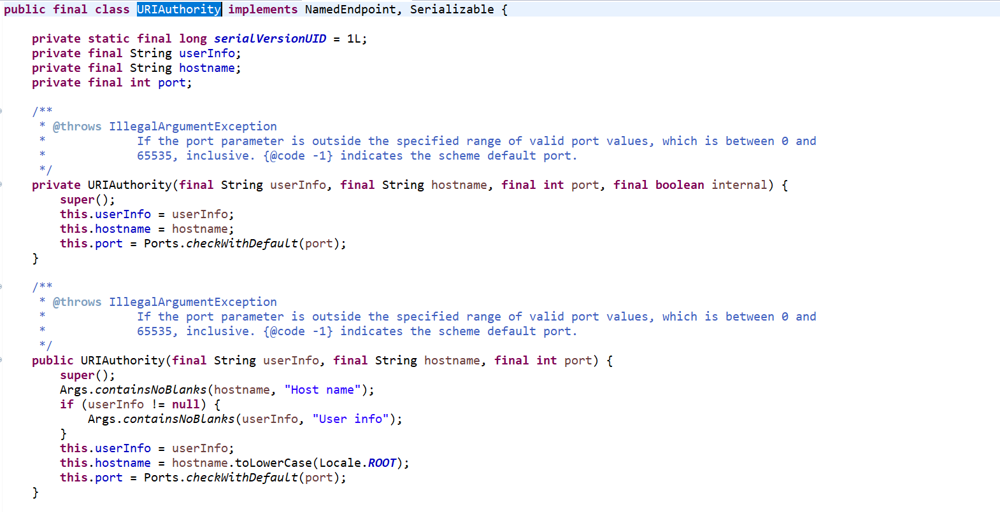 public final class URIAuthority implements NamedEndpoint, Serializable {
private static final long serialVersionUID = 1L;
private final String userInfo;
private final String hostname;
private final int port;
/**
* @throws IllegalArgumentException
* If the port parameter is outside the specified range of valid port values, which is between 0 and
* 65535, inclusive. {@code -1} indicates the scheme default port.
*/
private URIAuthority(final String userInfo, final String hostname, final int port, final boolean internal) {
super();
this.userInfo = userInfo;
this.hostname = hostname;
this.port = Ports.checkWithDefault(port);
}
/**
* @throws IllegalArgumentException
* If the port parameter is outside the specified range of valid port values, which is between 0 and
* 65535, inclusive. {@code -1} indicates the scheme default port.
*/
public URIAuthority(final String userInfo, final String hostname, final int port) {
super();
Args.containsNoBlanks(hostname, "Host name");
if (userInfo != null) {
Args.containsNoBlanks(userInfo, "User info");
}
this.userInfo = userInfo;
this.hostname = hostname.toLowerCase(Locale.ROOT);
this.port = Ports.checkWithDefault(port);
}